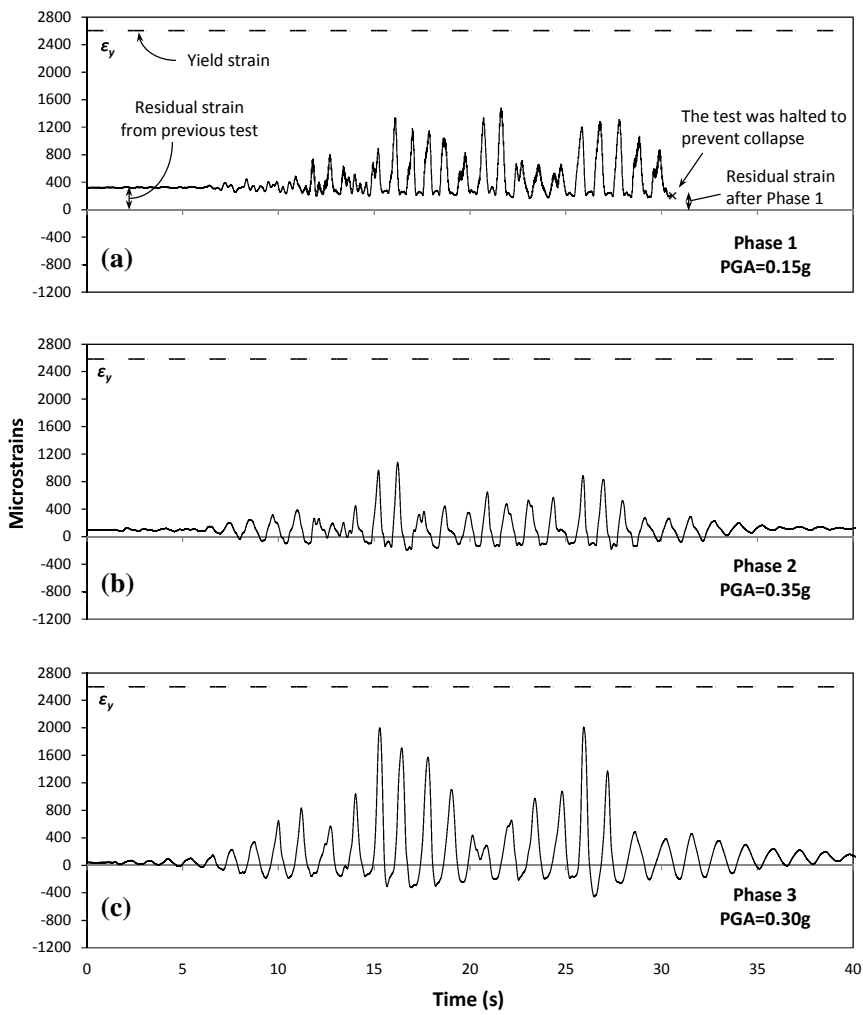 2800
2400
2000
1600
1200
800
400
0
-400
-800
-1200
εy
Yield strain
Residual strain
from previous test
The test was halted to
prevent collapse
Residual strain
after Phase 1
(a)
Phase 1
PGA=0.15g
Microstrains
2800
2400
2000
1600
1200
800
400
0
-400
-800
-1200
εy
(b)
Phase 2
PGA=0.35g
2800
2400
2000
1600
1200
800
400
0
-400
-800
-1200
εy
(c)
Phase 3
PGA=0.30g
0 5 10 15 20 25 30 35 40
Time (s)